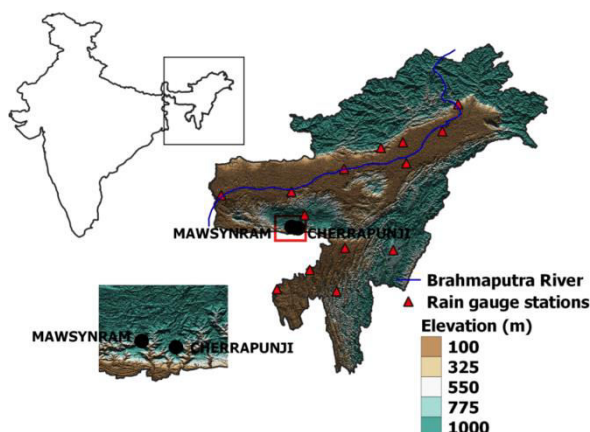 MAWSYNRAM
CHERRAPUNJI
Brahmaputra River
Rain gauge stations
Elevation (m)
100
325
550
775
1000
MAWSYNRAM
CHERRAPUNJI